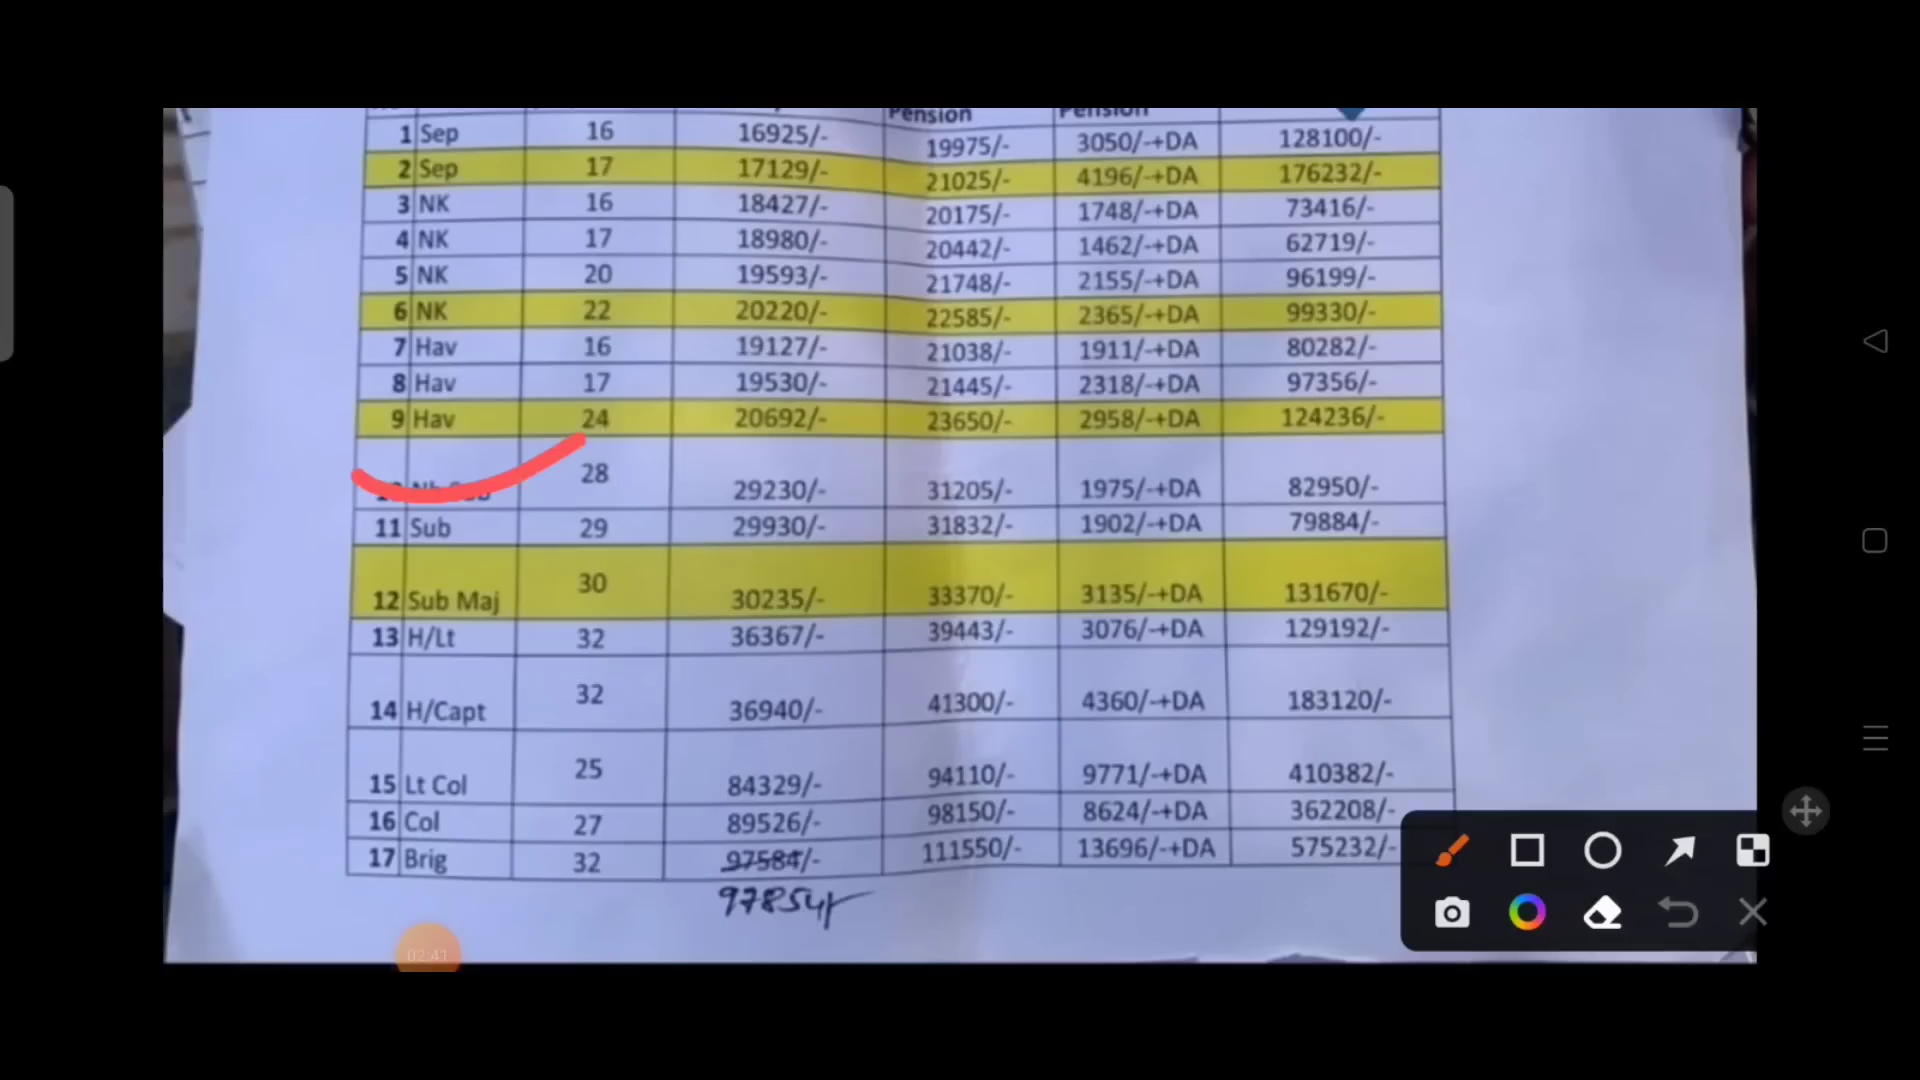 Pension Pension
1 Sep 16 16925/- 19975/- 3050/-+DA 128100/-
2 Sep 17 17129/- 21025/- 4196/-+DA 176232/-
3 NK 16 18427/- 20175/- 1748/-+DA 73416/-
4 NK 17 18980/- 20442/- 1462/-+DA 62719/-
5 NK 20 19593/- 21748/- 2155/-+DA 96199/-
6 NK 22 20220/- 22585/- 2365/-+DA 99330/-
7 Hav 16 19127/- 21038/- 1911/-+DA 80282/-
8 Hav 17 19530/- 21445/- 2318/-+DA 97356/-
9 Hav 24 20692/- 23650/- 2958/-+DA 124236/-
10 Nb Sub 28 29230/- 31205/- 1975/-+DA 82950/-
11 Sub 29 29930/- 31832/- 1902/-+DA 79884/-
12 Sub Maj 30 30235/- 33370/- 3135/-+DA 131670/-
13 H/Lt 32 36367/- 39443/- 3076/-+DA 129192/-
14 H/Capt 32 36940/- 41300/- 4360/-+DA 183120/-
15 Lt Col 25 84329/- 94110/- 9771/-+DA 410382/-
16 Col 27 89526/- 98150/- 8624/-+DA 362208/-
17 Brig 32 97584/- 111550/- 13696/-+DA 575232/-
97854/-
02:41